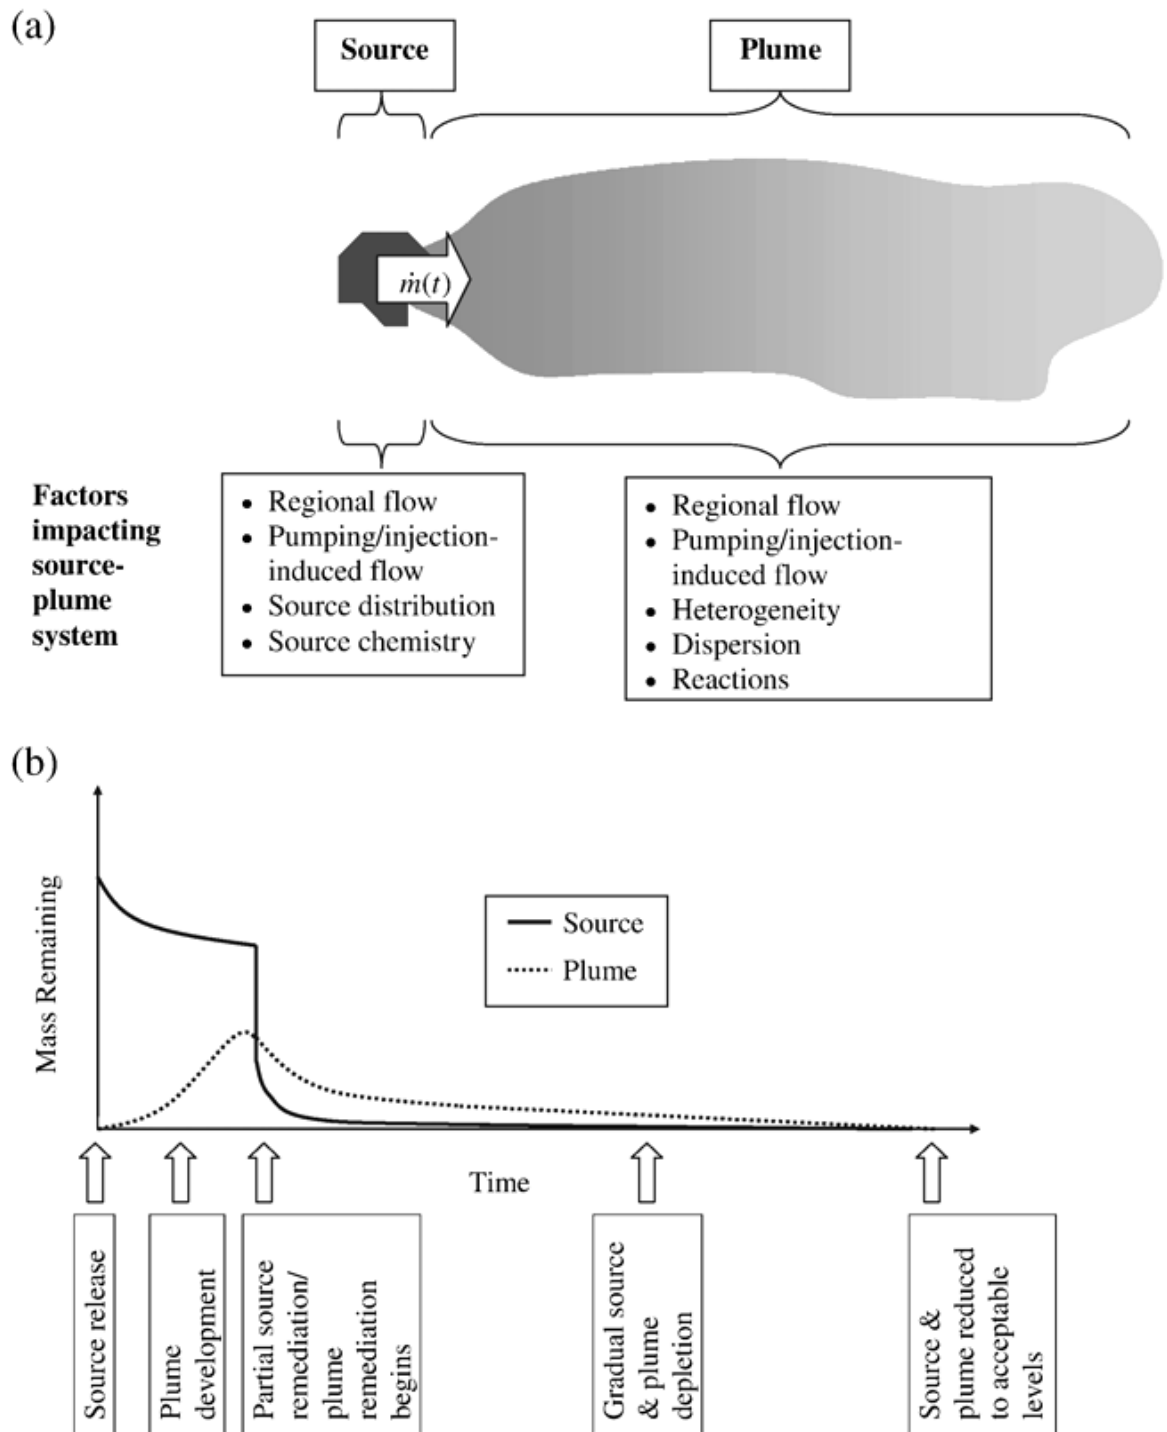 (a)
Source
Plume
ṁ(t)
Factors
impacting
source-
plume
system
• Regional flow
• Pumping/injection-
induced flow
• Source distribution
• Source chemistry
• Regional flow
• Pumping/injection-
induced flow
• Heterogeneity
• Dispersion
• Reactions
(b)
Mass Remaining
Source
Plume
Time
Source release
Plume
development
Partial source
remediation/
plume
remediation
begins
Gradual source
& plume
depletion
Source &
plume reduced
to acceptable
levels